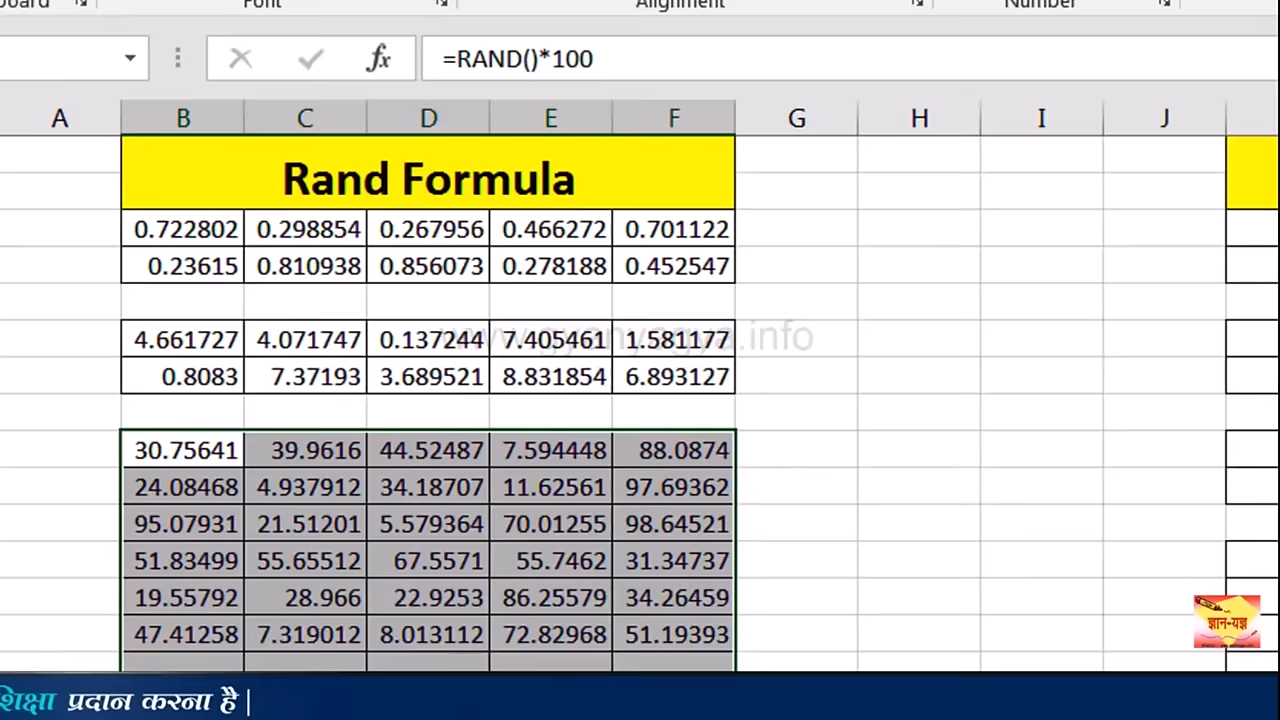 Font
Alignment
Number
fx =RAND()*100
A B C D E F G H I J
Rand Formula
0.722802 0.298854 0.267956 0.466272 0.701122
0.23615 0.810938 0.856073 0.278188 0.452547
www.gyanyagya.info
4.661727 4.071747 0.137244 7.405461 1.581177
0.8083 7.37193 3.689521 8.831854 6.893127
30.75641 39.9616 44.52487 7.594448 88.0874
24.08468 4.937912 34.18707 11.62561 97.69362
95.07931 21.51201 5.579364 70.01255 98.64521
51.83499 55.65512 67.5571 55.7462 31.34737
19.55792 28.966 22.9253 86.25579 34.26459
47.41258 7.319012 8.013112 72.82968 51.19393
ज्ञान-यज्ञ
शिक्षा प्रदान करना है |